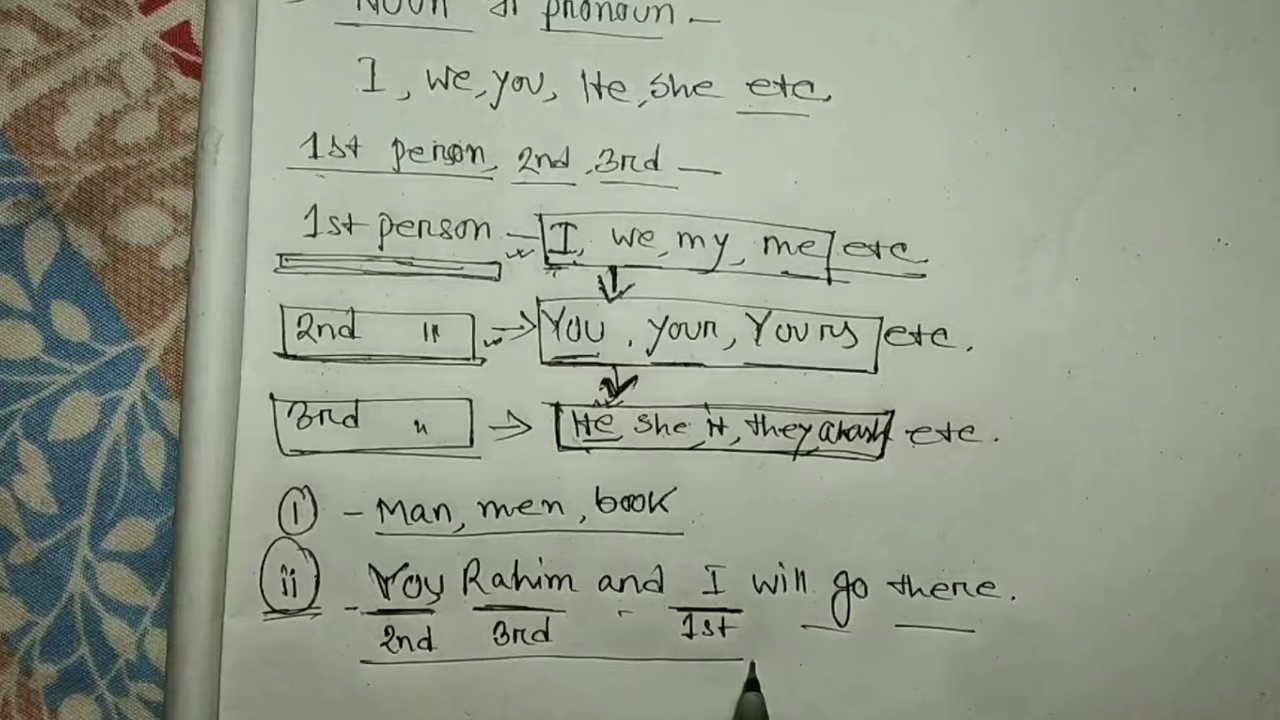 Noun বা pronoun —
I, we, you, He, she etc,
1st person, 2nd, 3rd —
1st person — I, we, my, me etc
2nd " → You, your, Yours etc.
3rd " → He she it, they akash etc.
(i) - Man, men, book
(ii) - You Rahim and I will go there.
2nd 3rd 1st